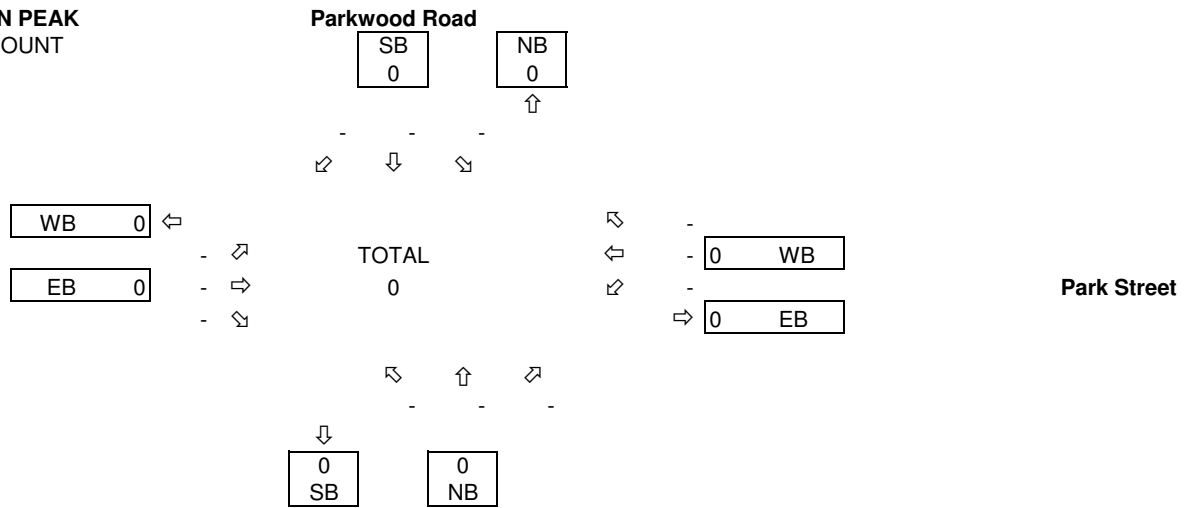 N PEAK Parkwood Road
OUNT SB NB
0 0
⇧
- - -
⬃ ⇩ ⬂
WB 0 ⇦ ⬁ -
- ⬀ TOTAL ⇦ - 0 WB
EB 0 - ⇨ 0 ⬃ - Park Street
- ⬂ ⇨ 0 EB
⬁ ⇧ ⬀
- - -
⇩
0 0
SB NB